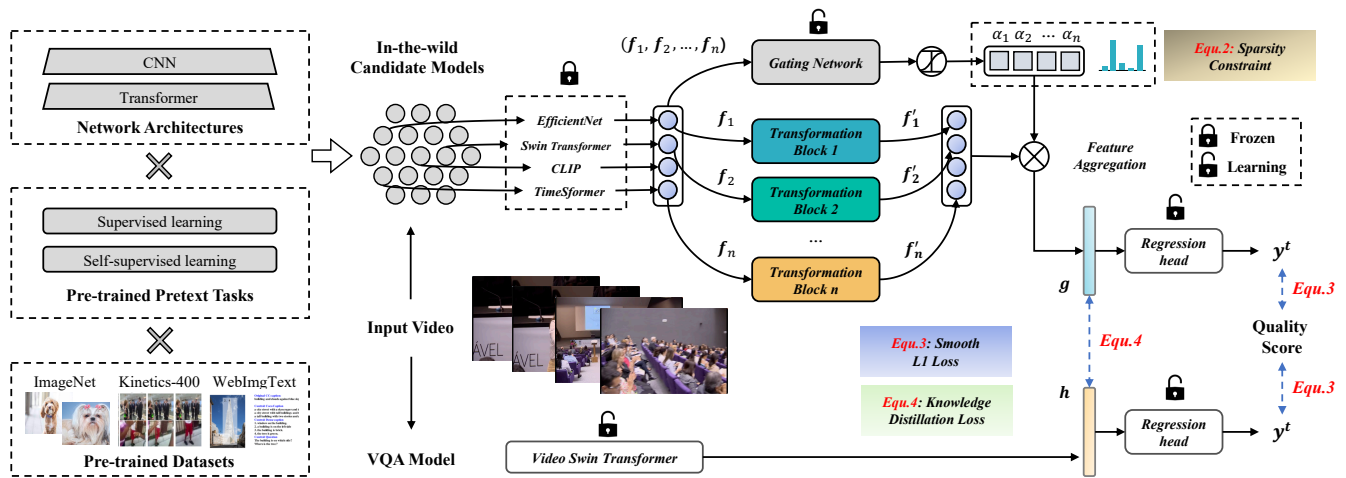 CNN
Transformer
Network Architectures
Supervised learning
Self-supervised learning
Pre-trained Pretext Tasks
ImageNet
Kinetics-400
WebImgText
Pre-trained Datasets
In-the-wild
Candidate Models
EfficientNet
Swin Transformer
CLIP
TimeSformer
Input Video
VQA Model
(f₁, f₂, …, fₙ)
Gating Network
α₁ α₂ … αₙ
Equ.2: Sparsity
Constraint
f₁
Transformation
Block 1
f′₁
f₂
Transformation
Block 2
f′₂
...
fₙ
Transformation
Block n
f′ₙ
Feature
Aggregation
Frozen
Learning
g
Regression
head
yᵗ
Equ.3
Quality
Score
Equ.3
Equ.4
ÁVEL
ÁVEL
Equ.3: Smooth
L1 Loss
Equ.4: Knowledge
Distillation Loss
h
Video Swin Transformer
Regression
head
yᵗ